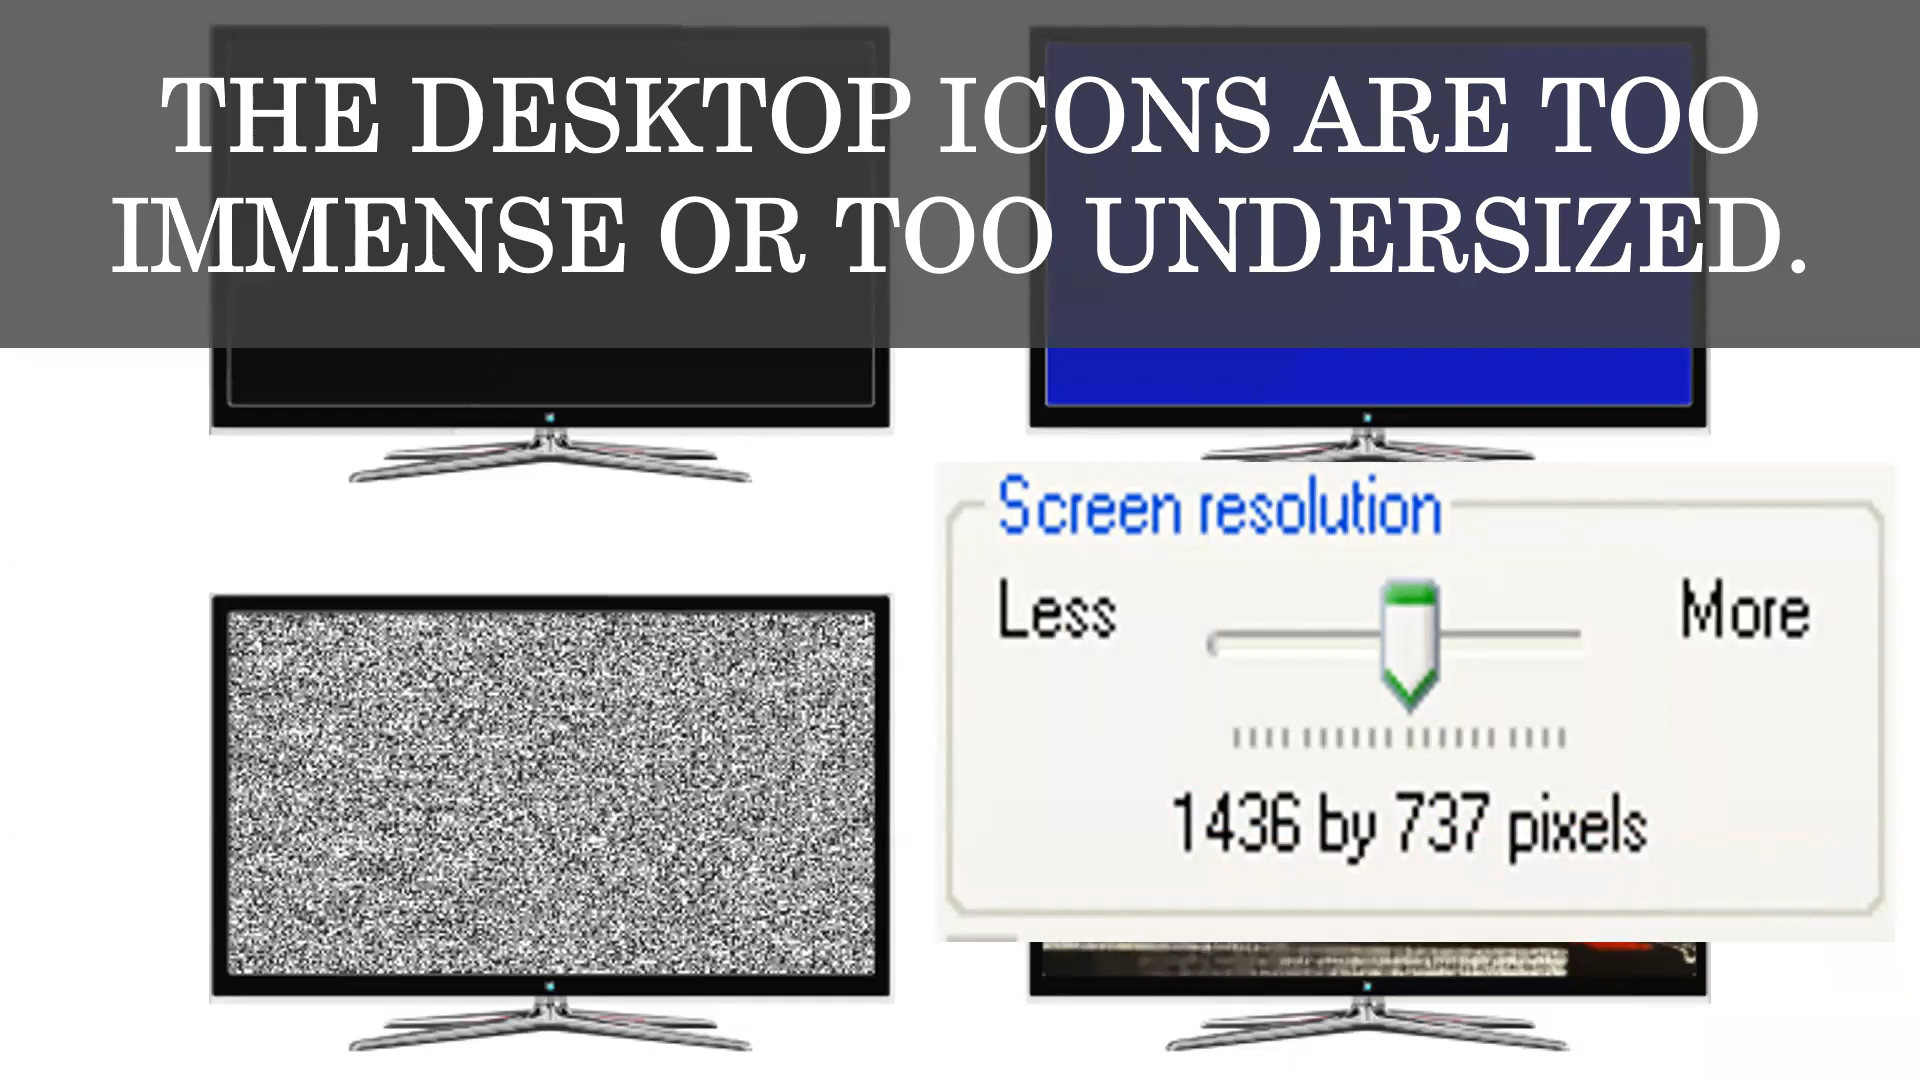 THE DESKTOP ICONS ARE TOO
IMMENSE OR TOO UNDERSIZED.
Screen resolution
Less
More
1436 by 737 pixels